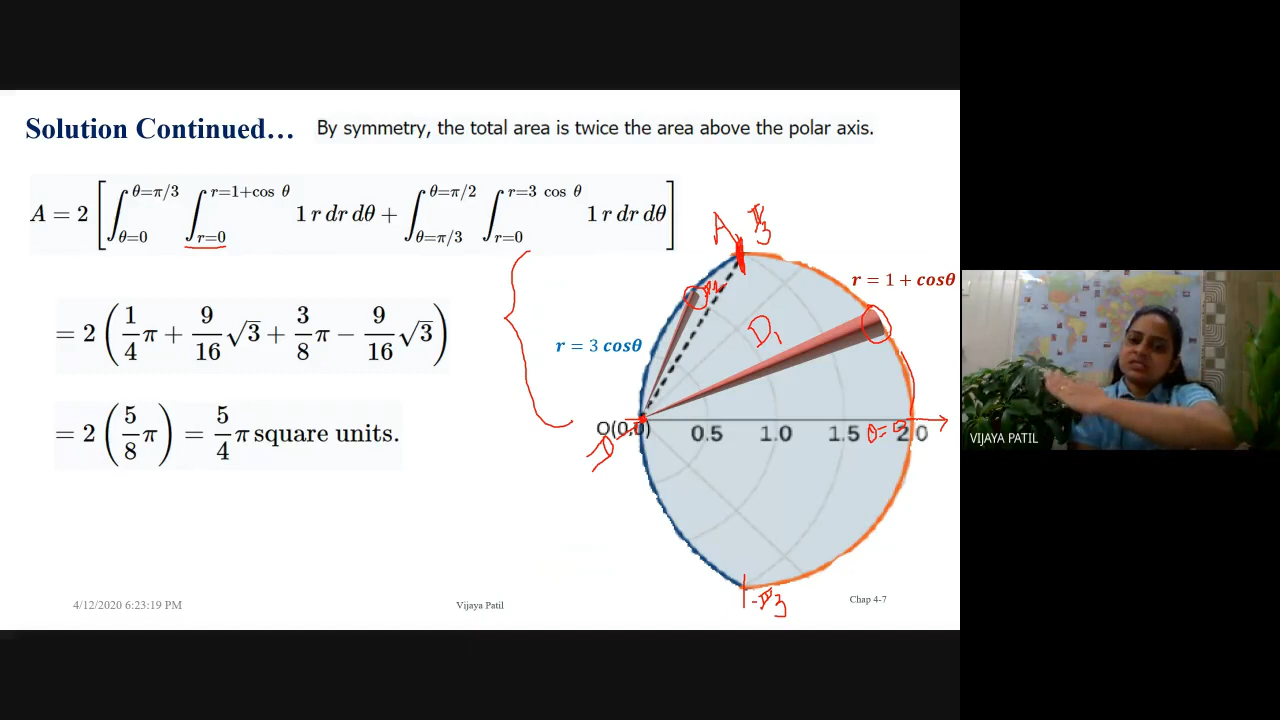 Solution Continued… By symmetry, the total area is twice the area above the polar axis.
A = 2 [ ∫_{θ=0}^{θ=π/3} ∫_{r=0}^{r=1+cos θ} 1 r dr dθ + ∫_{θ=π/3}^{θ=π/2} ∫_{r=0}^{r=3 cos θ} 1 r dr dθ ]
= 2 ( 1/4 π + 9/16 √3 + 3/8 π − 9/16 √3 )
= 2 ( 5/8 π ) = 5/4 π square units.
A π/3
r = 1 + cosθ
D₁
r = 3 cosθ
O(0,0) 0.5 1.0 1.5 2.0
θ = 0
-π/3
4/12/2020 6:23:19 PM Vijaya Patil Chap 4-7
VIJAYA PATIL